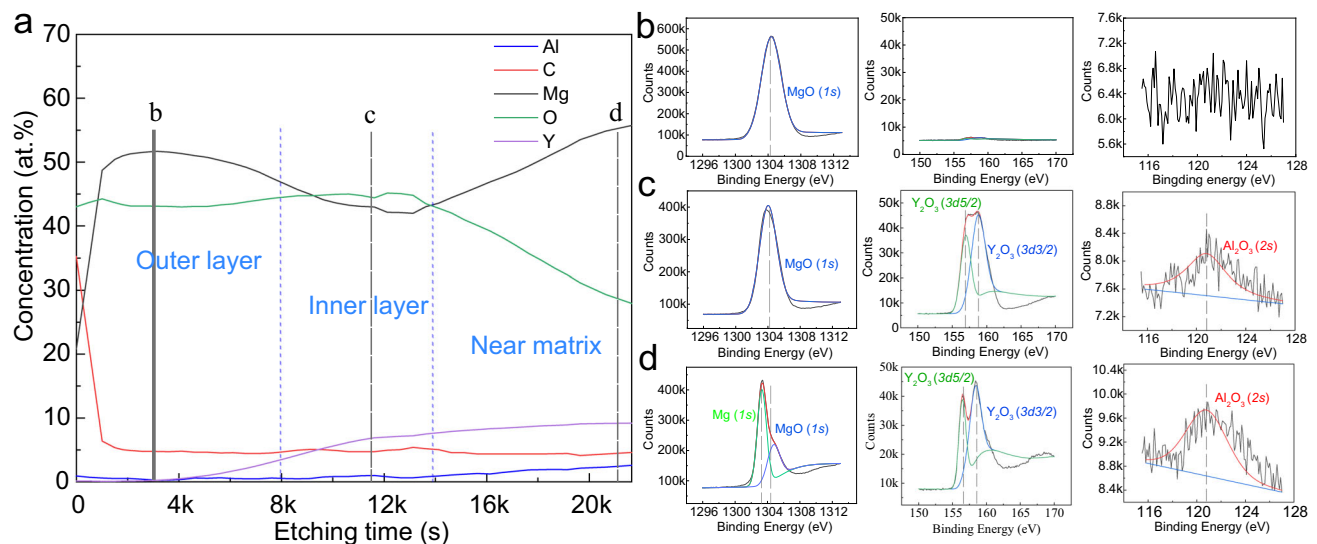 a
70
60
50
40
30
20
10
0
Concentration (at.%)
0
4k
8k
12k
16k
20k
Etching time (s)
Al
C
Mg
O
Y
b
c
d
Outer layer
Inner layer
Near matrix
b
600k
500k
400k
300k
200k
100k
0
Counts
MgO (1s)
1296 1300 1304 1308 1312
Binding Energy (eV)
50k
40k
30k
20k
10k
0
Counts
150 155 160 165 170
Binding Energy (eV)
7.6k
7.2k
6.8k
6.4k
6.0k
5.6k
Counts
116 120 124 128
Bingding energy (eV)
c
400k
300k
200k
100k
Counts
MgO (1s)
1296 1300 1304 1308 1312
Binding Energy (eV)
Y2O3 (3d5/2)
50k
40k
30k
20k
10k
0
Counts
Y2O3 (3d3/2)
150 155 160 165 170
Binding Energy (eV)
8.8k
8.4k
8.0k
7.6k
7.2k
Counts
Al2O3 (2s)
116 120 124 128
Binding Energy (eV)
d
400k
300k
200k
100k
Counts
Mg (1s)
MgO (1s)
1296 1300 1304 1308 1312
Binding Energy (eV)
50k
Y2O3 (3d5/2)
40k
30k
20k
10k
Counts
Y2O3 (3d3/2)
150 155 160 165 170
Binding Energy (eV)
10.4k
10.0k
9.6k
9.2k
8.8k
8.4k
Counts
Al2O3 (2s)
116 120 124 128
Binding Energy (eV)